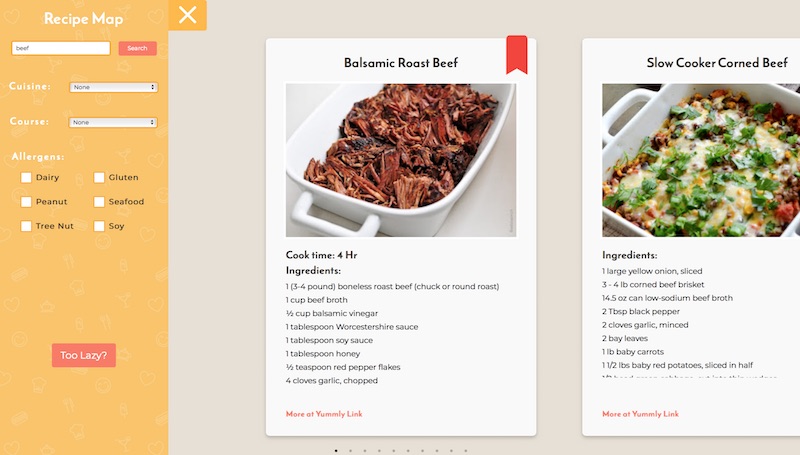 Recipe Map
beef
Search
Cuisine:
None
Course:
None
Allergens:
Dairy
Gluten
Peanut
Seafood
Tree Nut
Soy
Too Lazy?
Balsamic Roast Beef
Cook time: 4 Hr
Ingredients:
1 (3-4 pound) boneless roast beef (chuck or round roast)
1 cup beef broth
½ cup balsamic vinegar
1 tablespoon Worcestershire sauce
1 tablespoon soy sauce
1 tablespoon honey
½ teaspoon red pepper flakes
4 cloves garlic, chopped
More at Yummly Link
Slow Cooker Corned Beef
Ingredients:
1 large yellow onion, sliced
3 - 4 lb corned beef brisket
14.5 oz can low-sodium beef broth
2 Tbsp black pepper
2 cloves garlic, minced
2 bay leaves
1 lb baby carrots
1 1/2 lbs baby red potatoes, sliced in half
More at Yummly Link